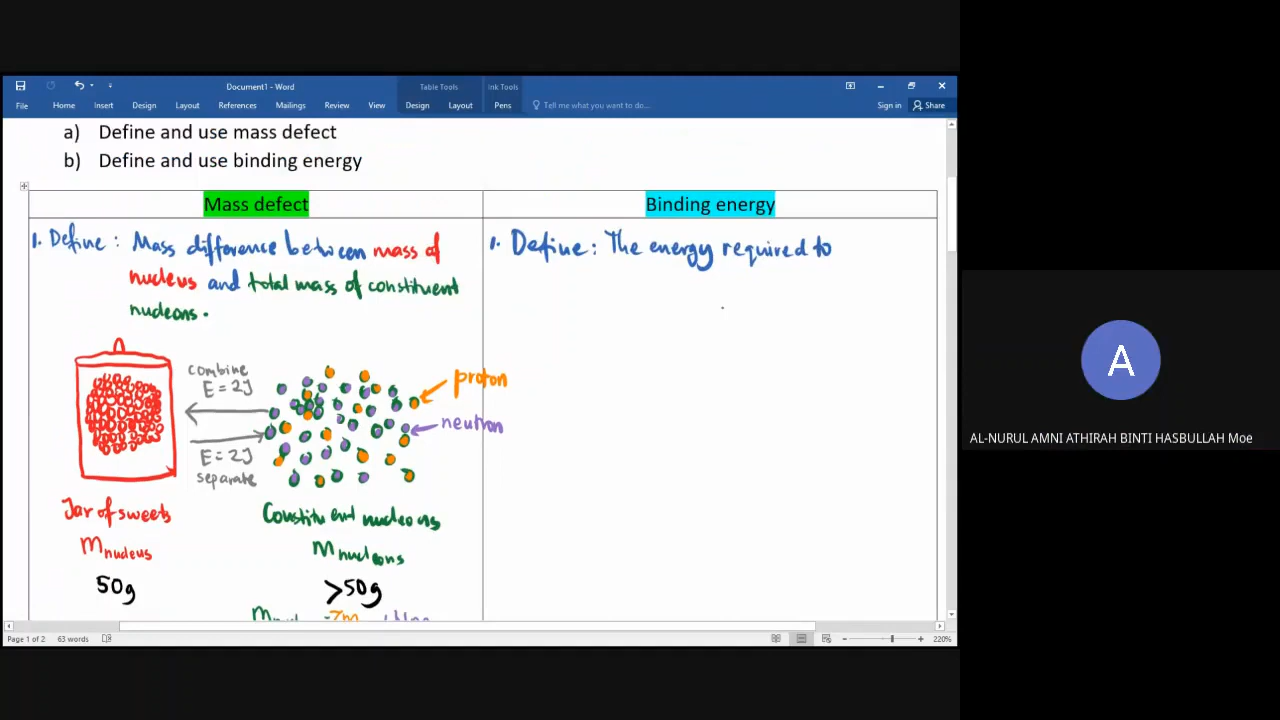 Document1 - Word
Table Tools
Ink Tools
File Home Insert Design Layout References Mailings Review View Design Layout Pens Tell me what you want to do... Sign in Share
a) Define and use mass defect
b) Define and use binding energy
Mass defect
Binding energy
1. Define : Mass difference between mass of
nucleus and total mass of constituent
nucleons.
1. Define : The energy required to
combine
E = 2J
E = 2J
separate
proton
neutron
Jar of sweets
Mnucleus
50g
Constituent nucleons
Mnucleons
>50g
A
AL-NURUL AMNI ATHIRAH BINTI HASBULLAH Moe
Page 1 of 2 63 words
220%